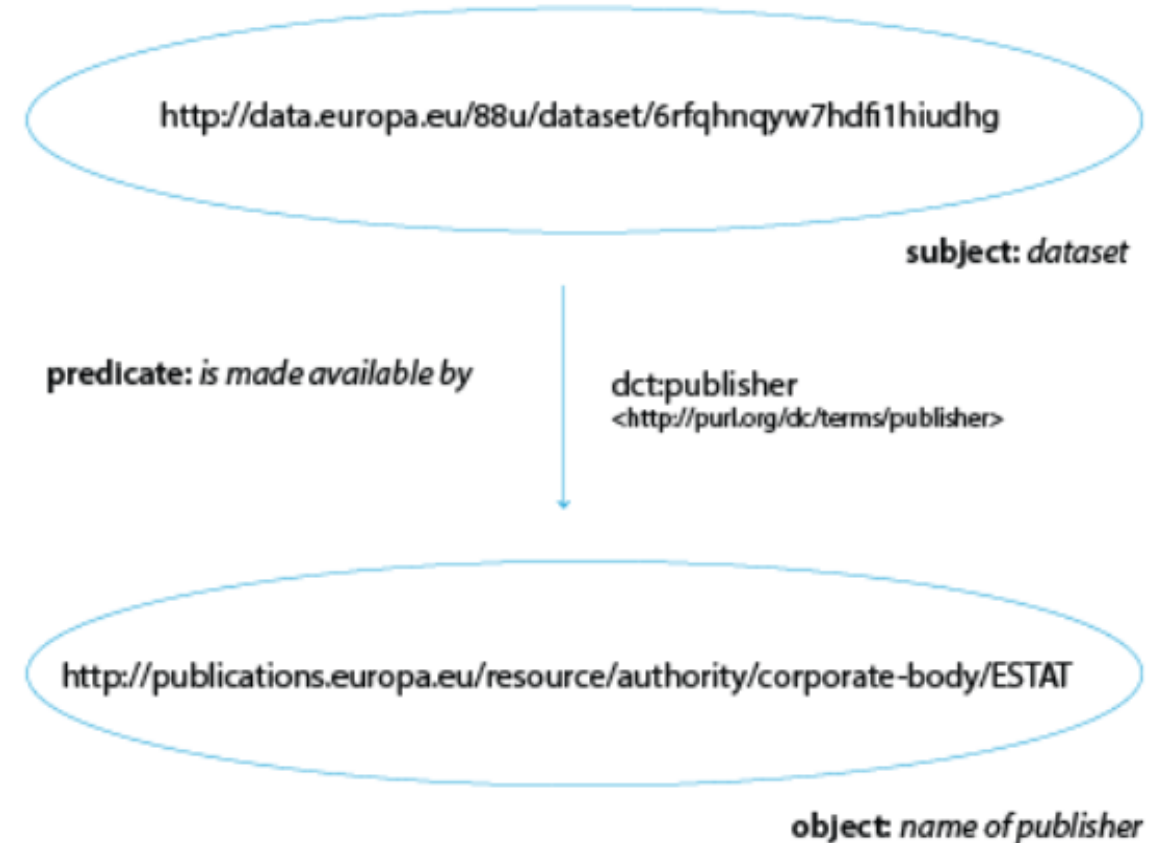 http://data.europa.eu/88u/dataset/6rfqhnqyw7hdfi1hiudhg
subject: dataset
predicate: is made available by
dct:publisher
<http://purl.org/dc/terms/publisher>
http://publications.europa.eu/resource/authority/corporate-body/ESTAT
object: name of publisher